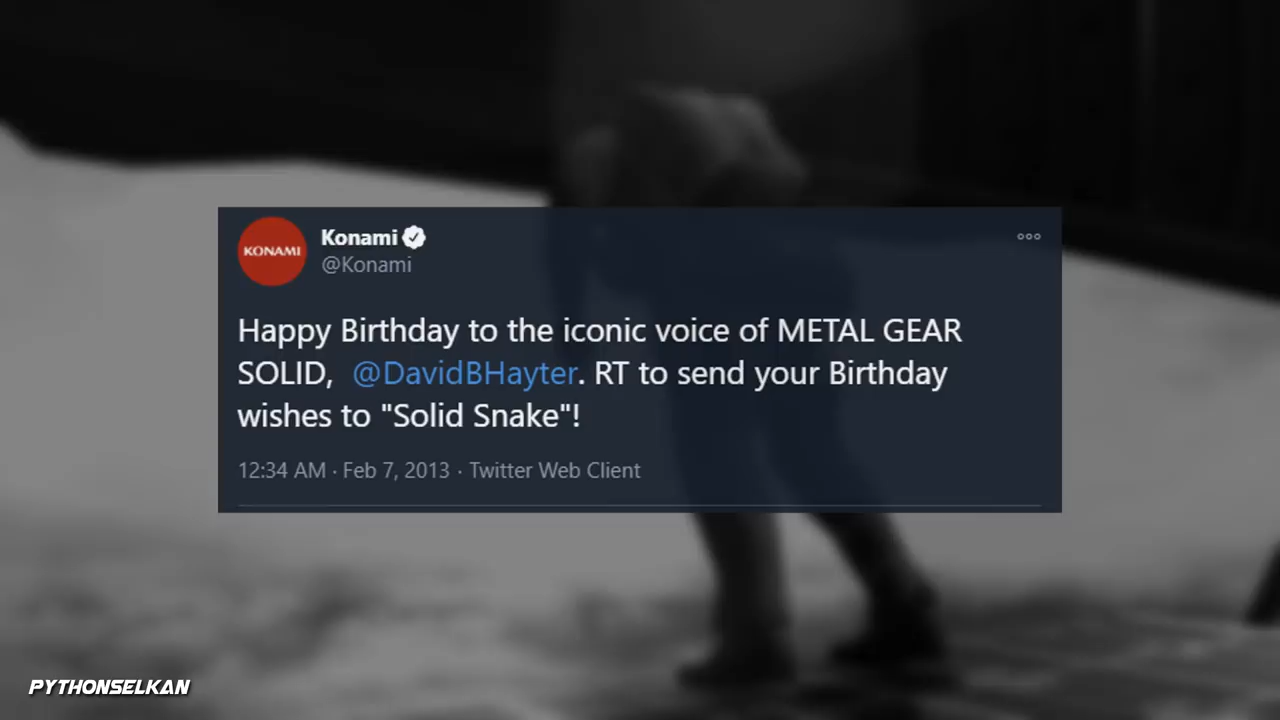 KONAMI
Konami
@Konami
Happy Birthday to the iconic voice of METAL GEAR
SOLID, @DavidBHayter. RT to send your Birthday
wishes to "Solid Snake"!
12:34 AM · Feb 7, 2013 · Twitter Web Client
PYTHONSELKAN